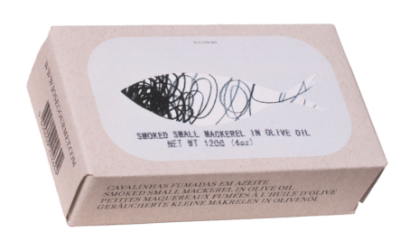 SMOKED SMALL MACKEREL IN OLIVE OIL
NET WT 120G (4oz)
CAVALINHAS FUMADAS EM AZEITE
SMOKED SMALL MACKEREL IN OLIVE OIL
PETITES MAQUEREAUX FUMÉES À L'HUILE D'OLIVE
GERÄUCHERTE KLEINE MAKRELEN IN OLIVENÖL